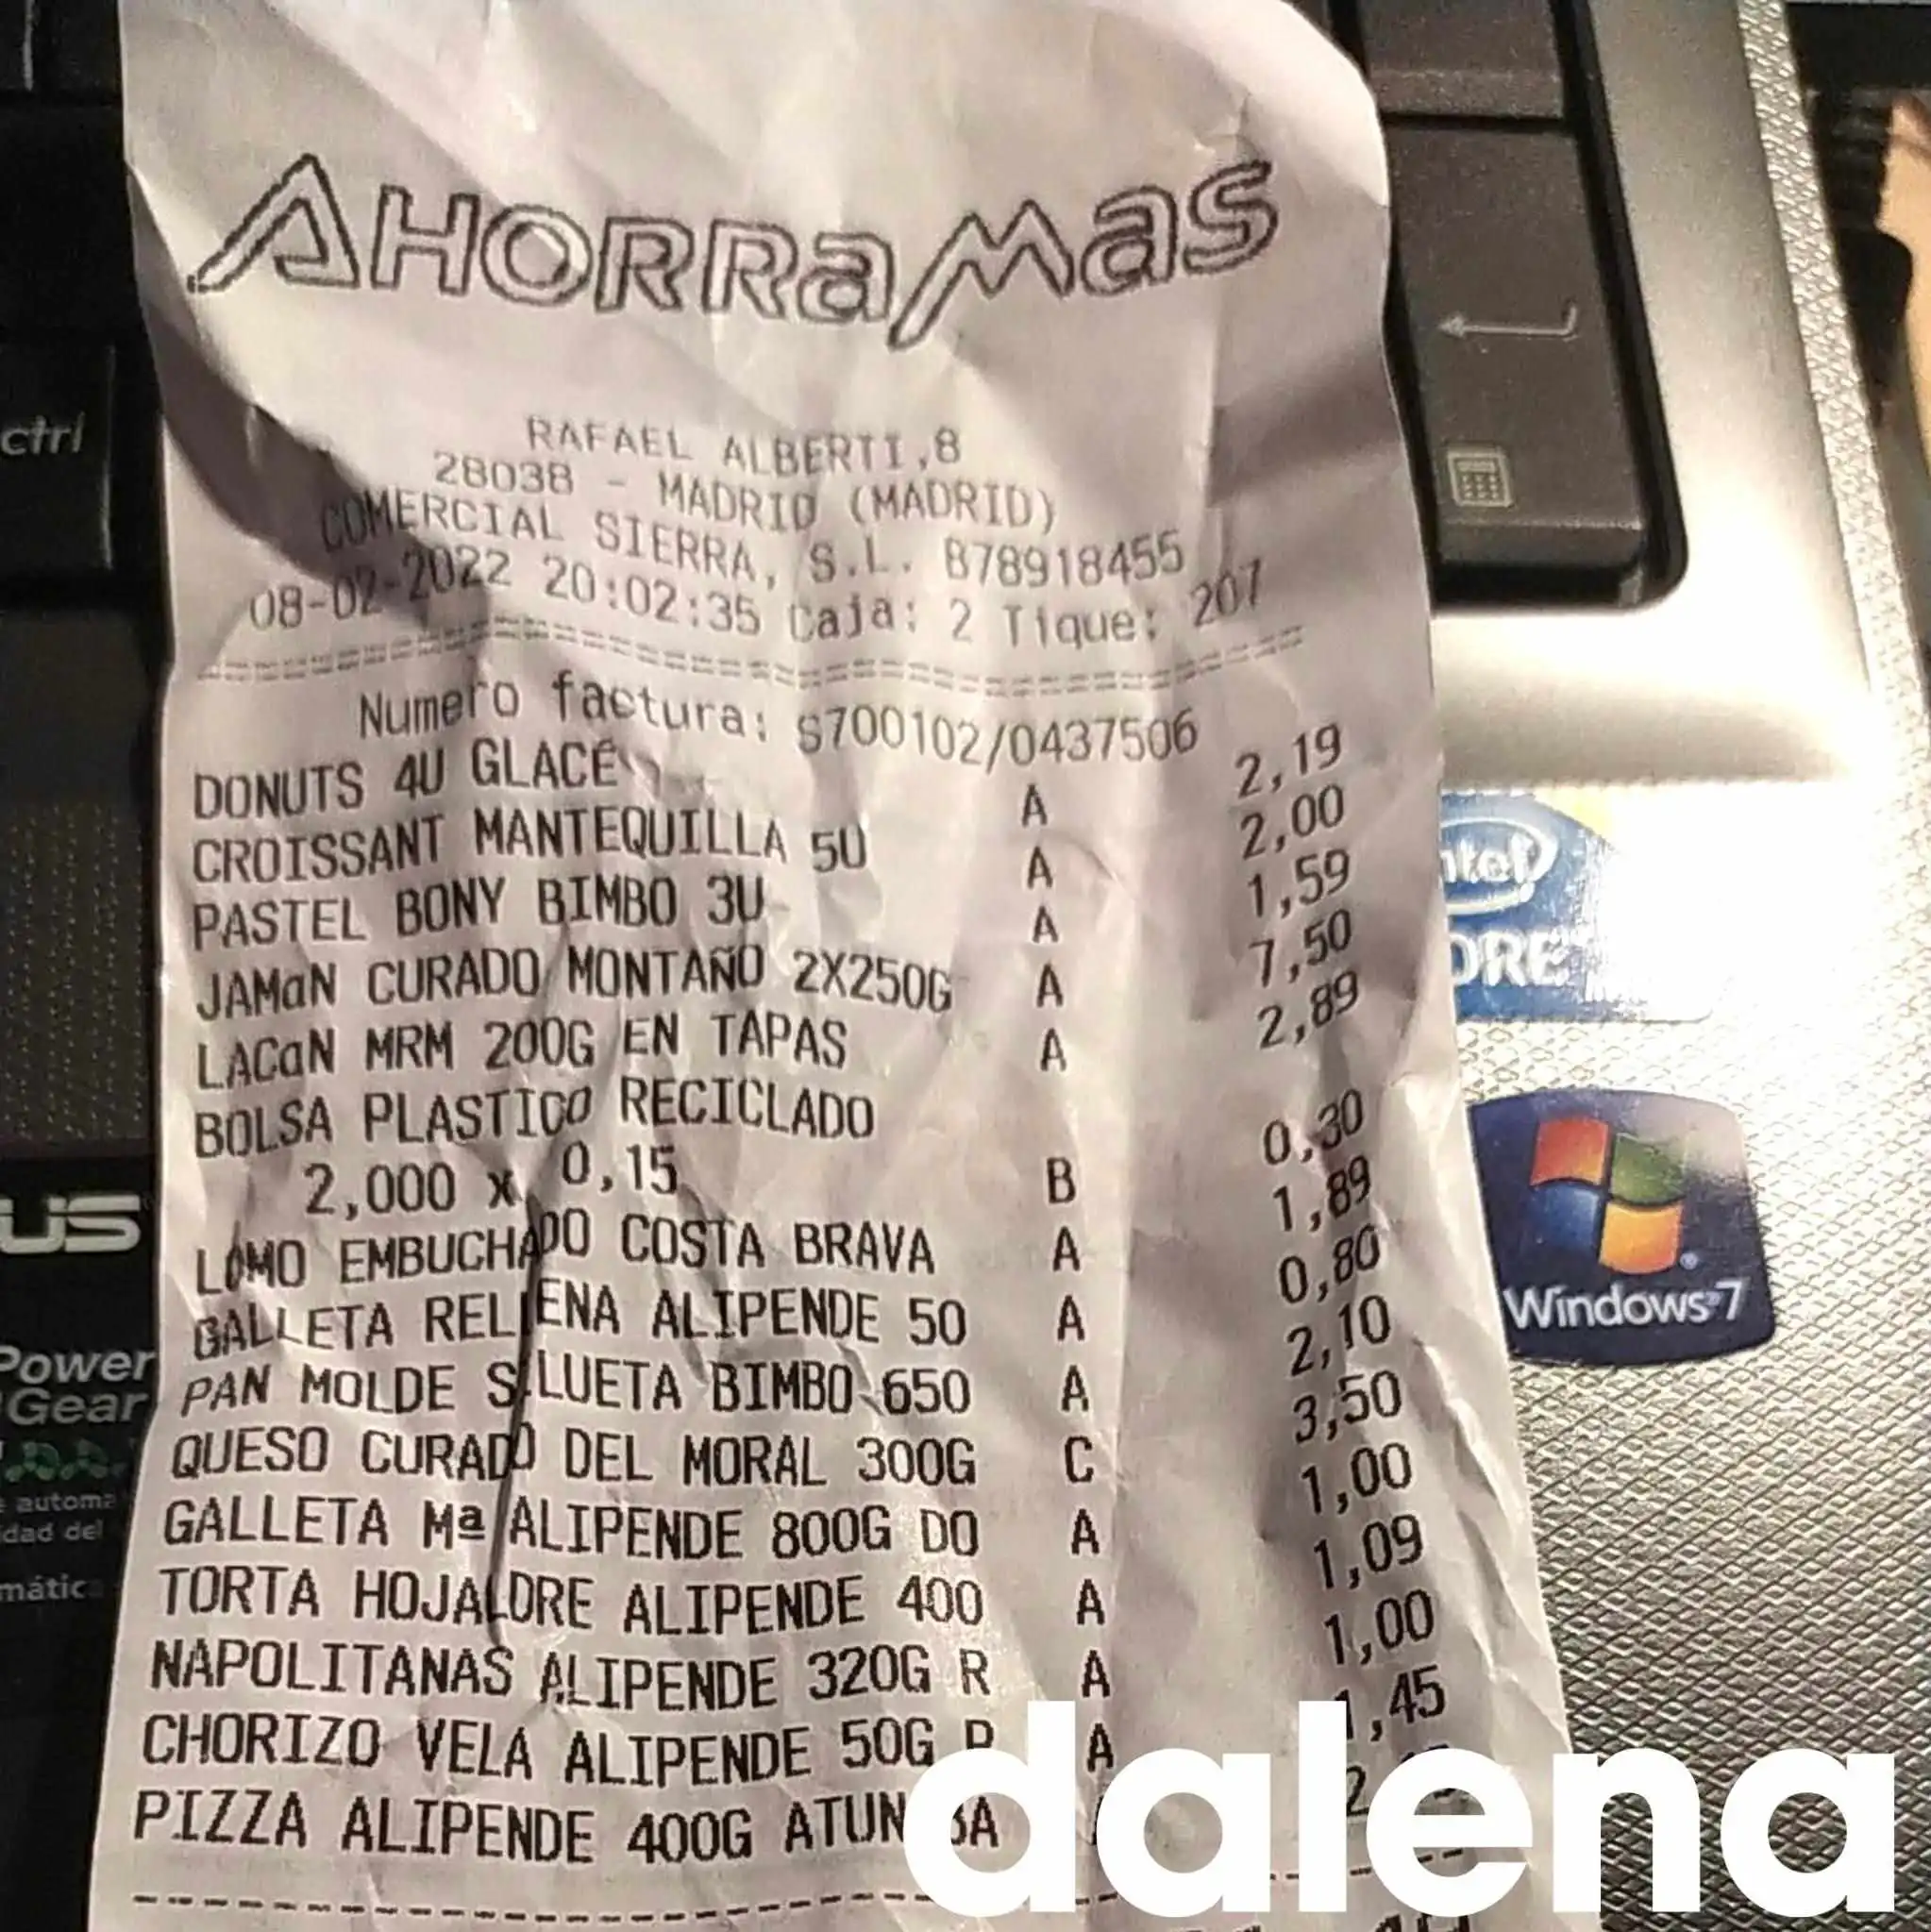 AHORRAMAS
RAFAEL ALBERTI,8
28038 - MADRID (MADRID)
COMERCIAL SIERRA, S.L. B78918455
08-02-2022 20:02:35 Caja: 2 Tique: 207
Numero factura: S700102/0437506
DONUTS 4U GLACÉ A 2,19
CROISSANT MANTEQUILLA 50 A 2,00
PASTEL BONY BIMBO 3U A 1,59
JAMaN CURADO MONTAÑO 2X250G A 7,50
LACaN MRM 200G EN TAPAS A 2,89
BOLSA PLASTICO RECICLADO
2,000 x 0,15 B 0,30
LOMO EMBUCHADO COSTA BRAVA A 1,89
GALLETA RELLENA ALIPENDE 50 A 0,80
PAN MOLDE SILUETA BIMBO 650 A 2,10
QUESO CURADO DEL MORAL 300G C 3,50
GALLETA Mª ALIPENDE 800G DO A 1,00
TORTA HOJALDRE ALIPENDE 400 A 1,09
NAPOLITANAS ALIPENDE 320G R A 1,00
CHORIZO VELA ALIPENDE 50G A 1,45
PIZZA ALIPENDE 400G
dalena
ctrl
intel
CORE
Windows 7
Power
Gear